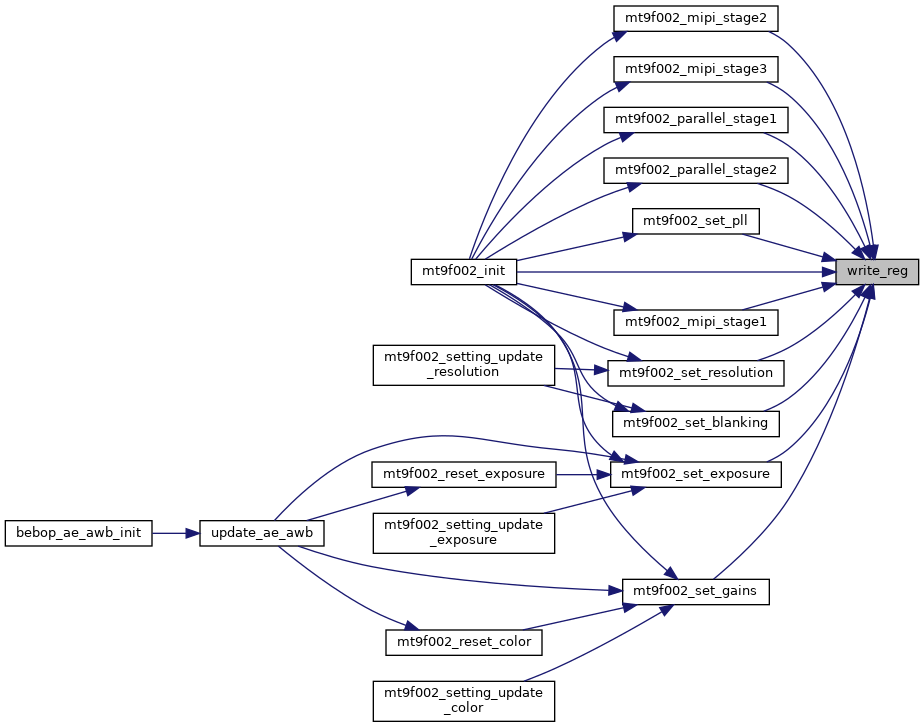 mt9f002_mipi_stage2
mt9f002_mipi_stage3
mt9f002_parallel_stage1
mt9f002_parallel_stage2
mt9f002_set_pll
mt9f002_init
write_reg
mt9f002_mipi_stage1
mt9f002_setting_update
_resolution
mt9f002_set_resolution
mt9f002_set_blanking
mt9f002_reset_exposure
mt9f002_set_exposure
bebop_ae_awb_init
update_ae_awb
mt9f002_setting_update
_exposure
mt9f002_set_gains
mt9f002_reset_color
mt9f002_setting_update
_color